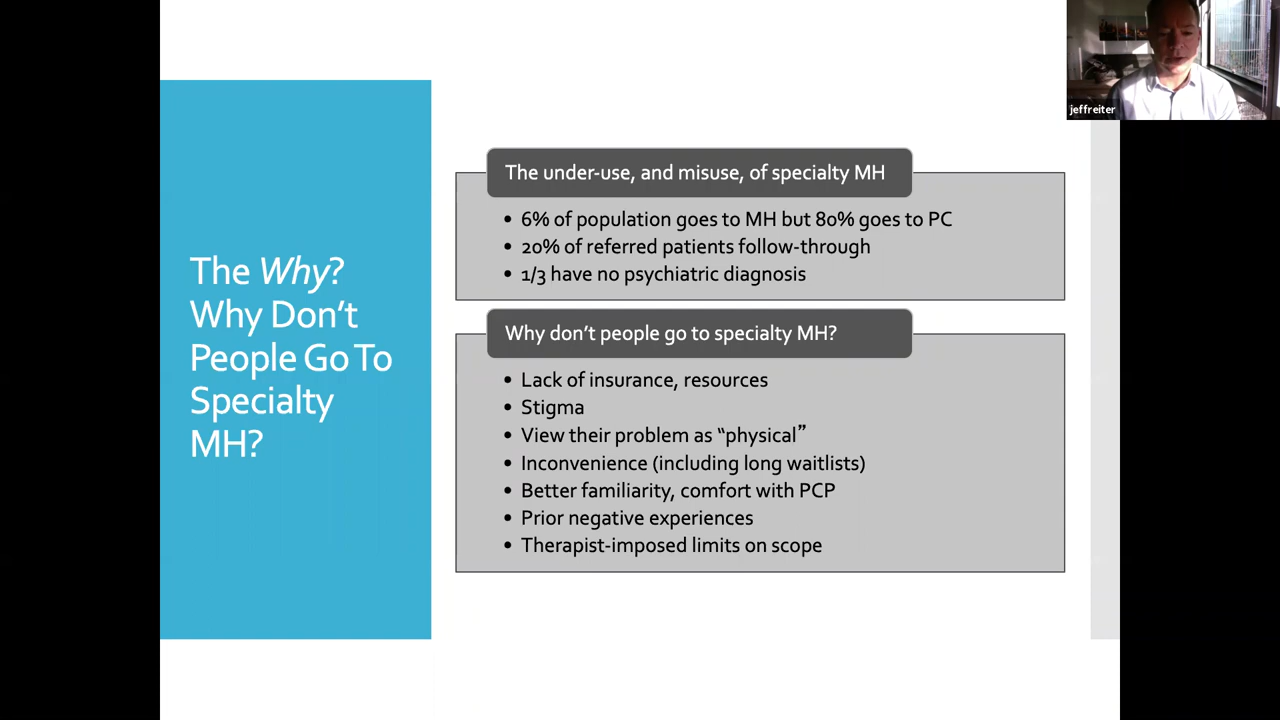 jeffreiter
The Why?
Why Don’t
People Go To
Specialty
MH?
The under-use, and misuse, of specialty MH
• 6% of population goes to MH but 80% goes to PC
• 20% of referred patients follow-through
• 1/3 have no psychiatric diagnosis
Why don’t people go to specialty MH?
• Lack of insurance, resources
• Stigma
• View their problem as “physical”
• Inconvenience (including long waitlists)
• Better familiarity, comfort with PCP
• Prior negative experiences
• Therapist-imposed limits on scope